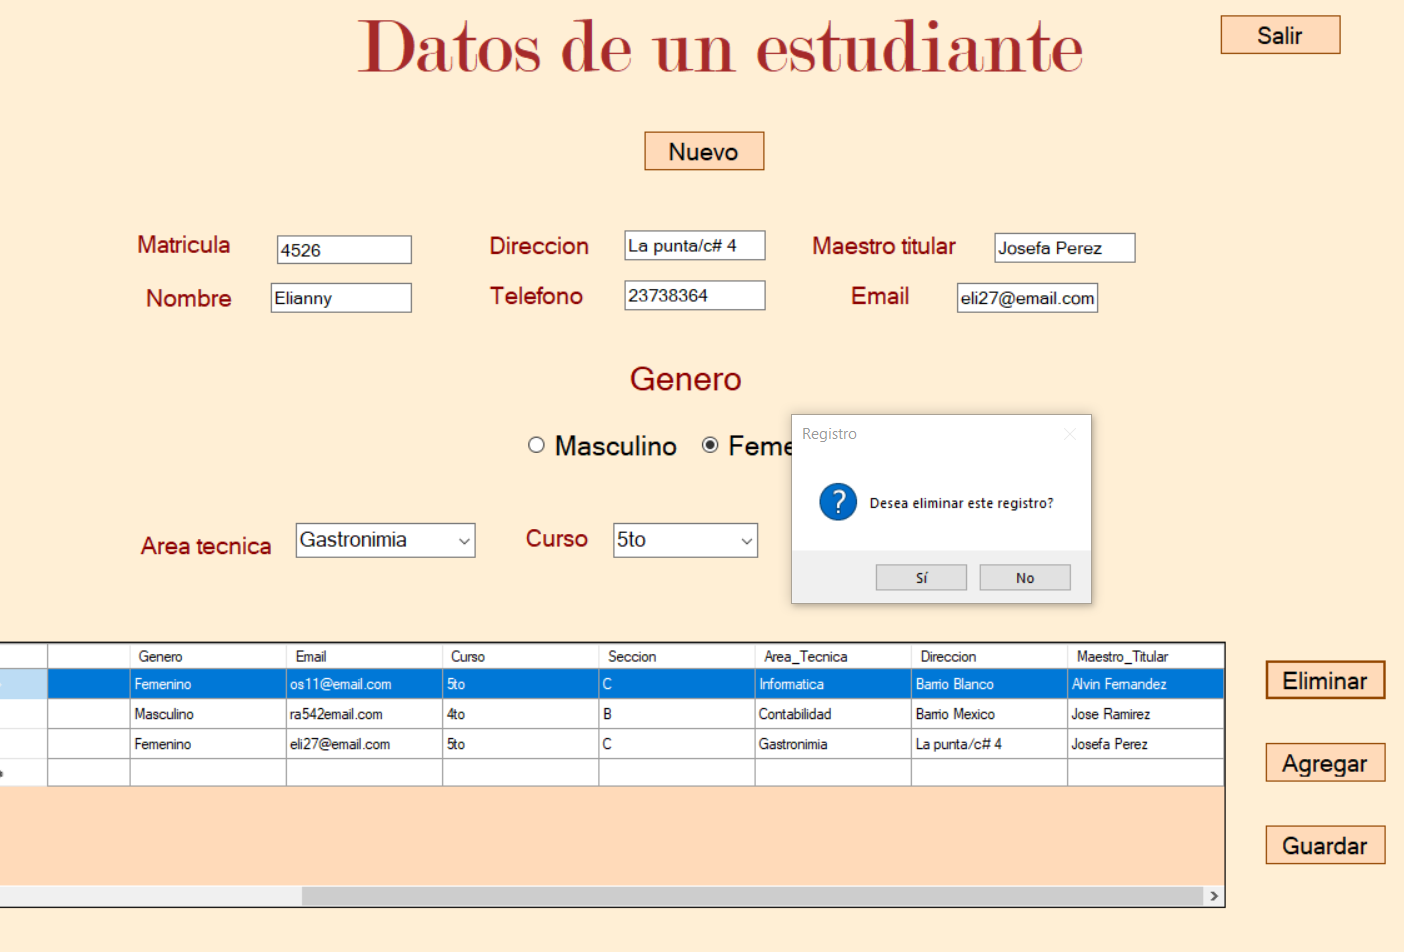 Datos de un estudiante
Salir
Nuevo
Matricula 4526 Direccion La punta/c# 4 Maestro titular Josefa Perez
Nombre Elianny Telefono 23738364 Email eli27@email.com
Genero
Masculino Feme
Registro
Desea eliminar este registro?
Sí No
Area tecnica Gastronimia Curso 5to
Genero Email Curso Seccion Area_Tecnica Direccion Maestro_Titular
Femenino os11@email.com 5to C Informatica Barrio Blanco Alvin Fernandez
Masculino ra542email.com 4to B Contabilidad Barrio Mexico Jose Ramirez
Femenino eli27@email.com 5to C Gastronimia La punta/c# 4 Josefa Perez
Eliminar
Agregar
Guardar